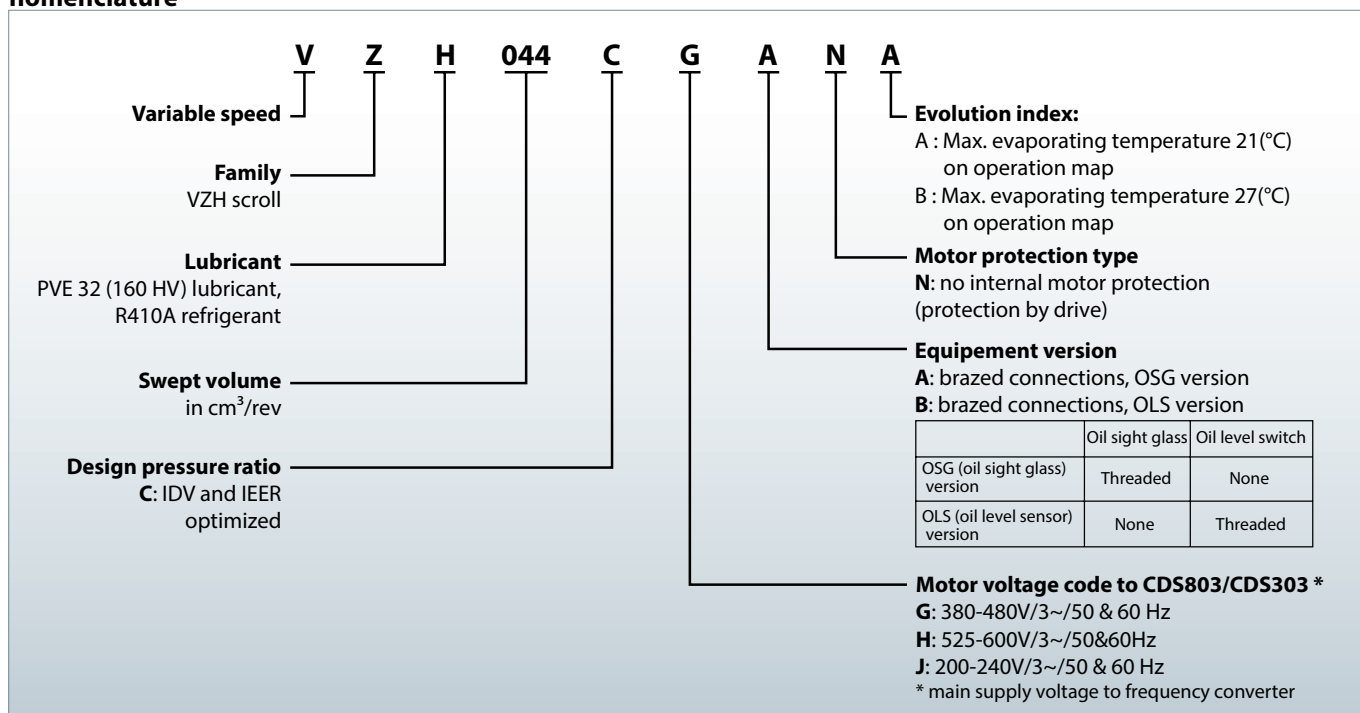 nomenclature
V Z H 044 C G A N A
Variable speed
Family
VZH scroll
Lubricant
PVE 32 (160 HV) lubricant,
R410A refrigerant
Swept volume
in cm³/rev
Design pressure ratio
C: IDV and IEER
optimized
Evolution index:
A : Max. evaporating temperature 21(°C)
on operation map
B : Max. evaporating temperature 27(°C)
on operation map
Motor protection type
N: no internal motor protection
(protection by drive)
Equipement version
A: brazed connections, OSG version
B: brazed connections, OLS version
Oil sight glass Oil level switch
OSG (oil sight glass)
version Threaded None
OLS (oil level sensor)
version None Threaded
Motor voltage code to CDS803/CDS303 *
G: 380-480V/3~/50 & 60 Hz
H: 525-600V/3~/50&60Hz
J: 200-240V/3~/50 & 60 Hz
* main supply voltage to frequency converter